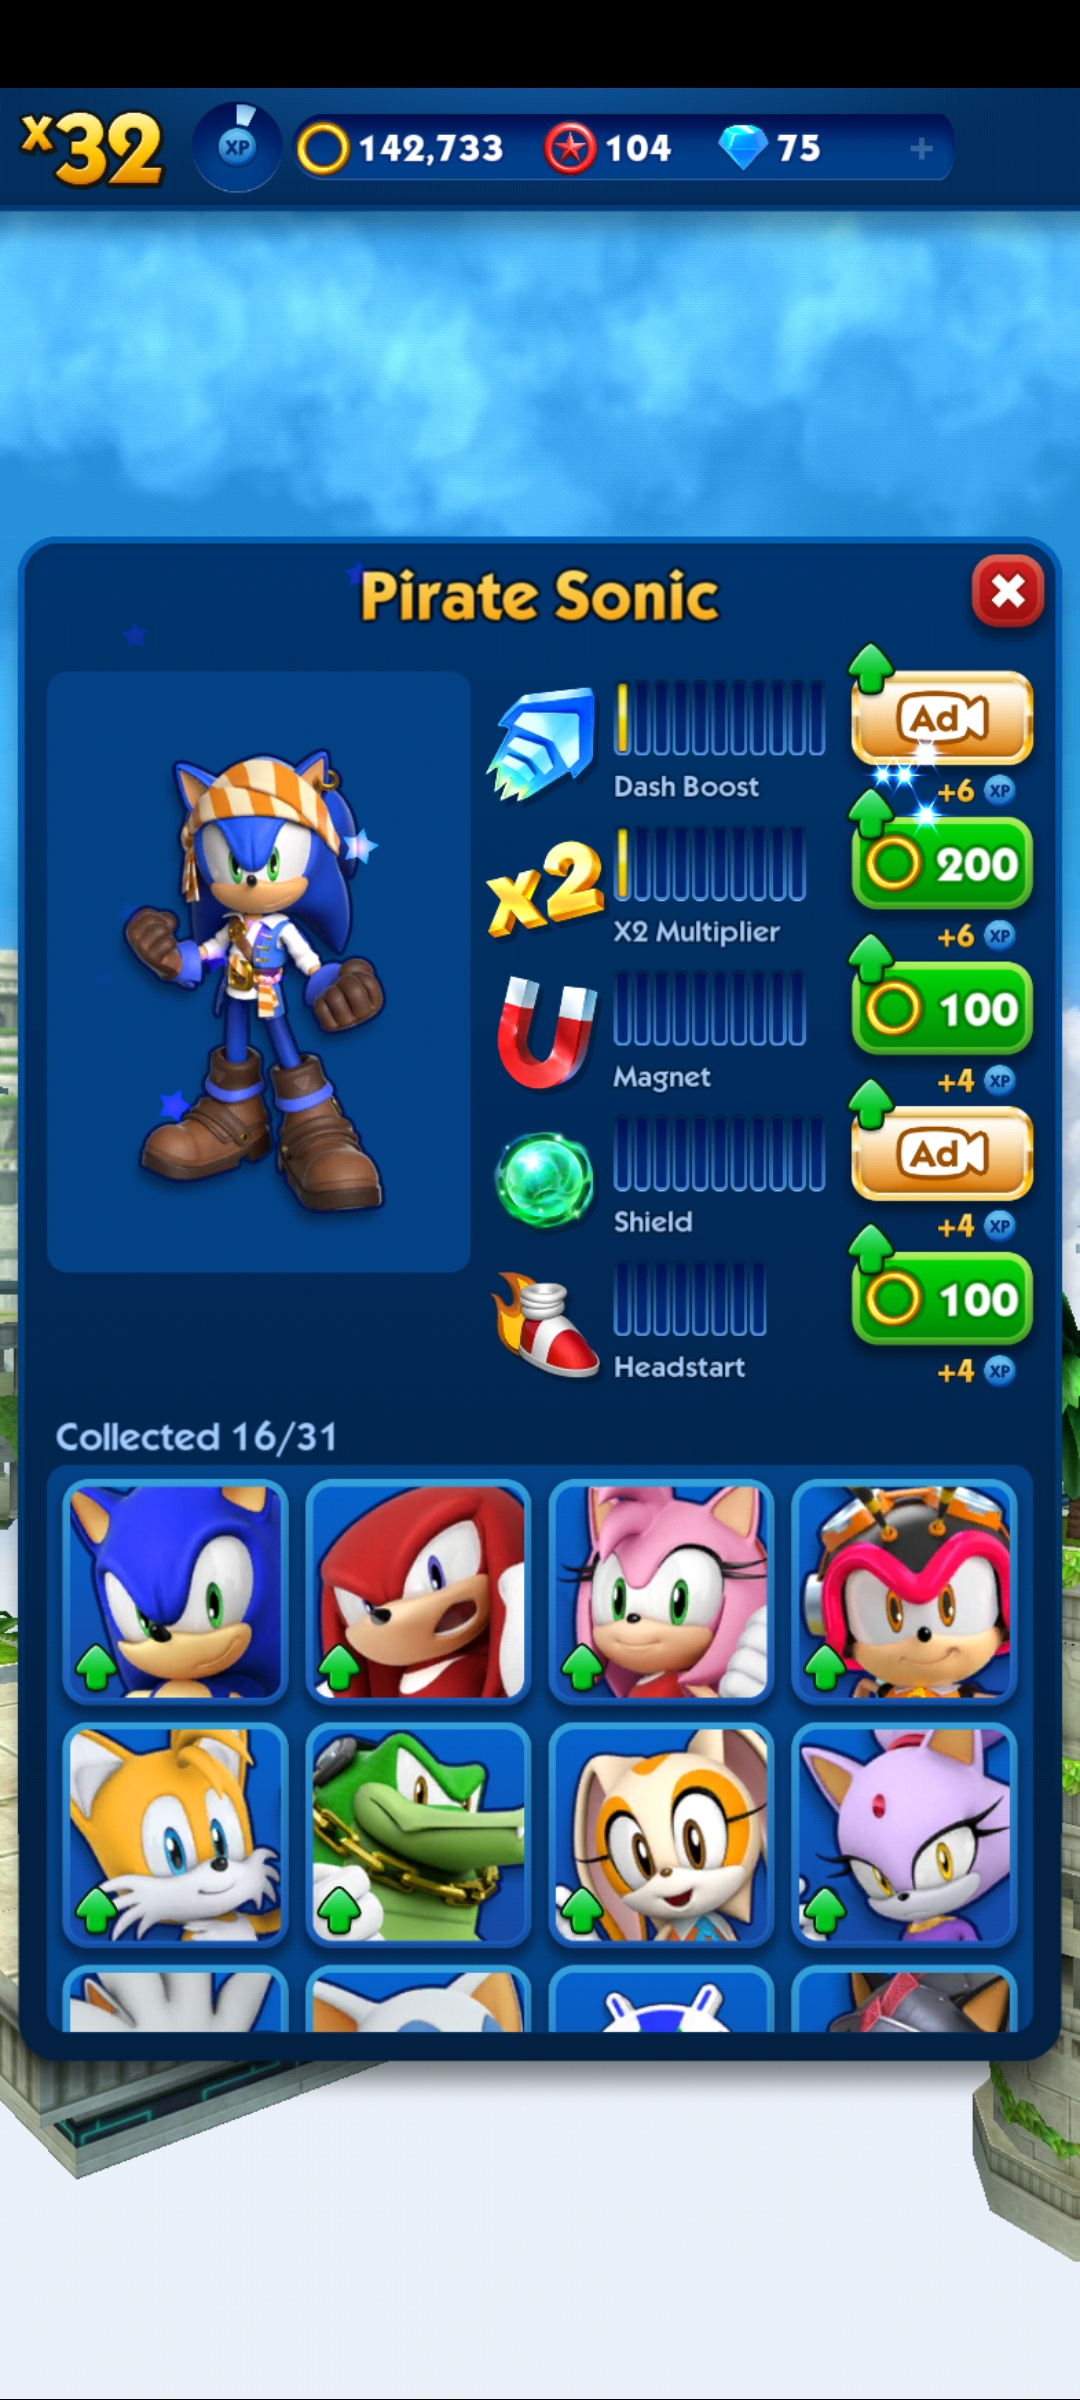 x32 XP 142,733 104 75 +
Pirate Sonic
Dash Boost
Ad
+6 XP
x2
X2 Multiplier
200
+6 XP
Magnet
100
+4 XP
Shield
Ad
+4 XP
Headstart
100
+4 XP
Collected 16/31